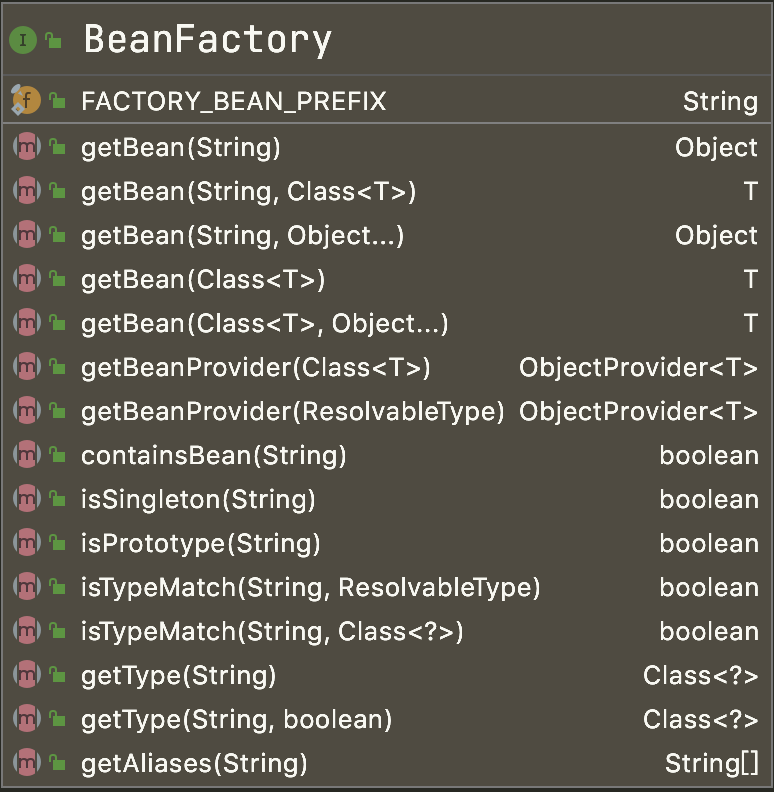 BeanFactory
FACTORY_BEAN_PREFIX String
getBean(String) Object
getBean(String, Class<T>) T
getBean(String, Object...) Object
getBean(Class<T>) T
getBean(Class<T>, Object...) T
getBeanProvider(Class<T>) ObjectProvider<T>
getBeanProvider(ResolvableType) ObjectProvider<T>
containsBean(String) boolean
isSingleton(String) boolean
isPrototype(String) boolean
isTypeMatch(String, ResolvableType) boolean
isTypeMatch(String, Class<?>) boolean
getType(String) Class<?>
getType(String, boolean) Class<?>
getAliases(String) String[]